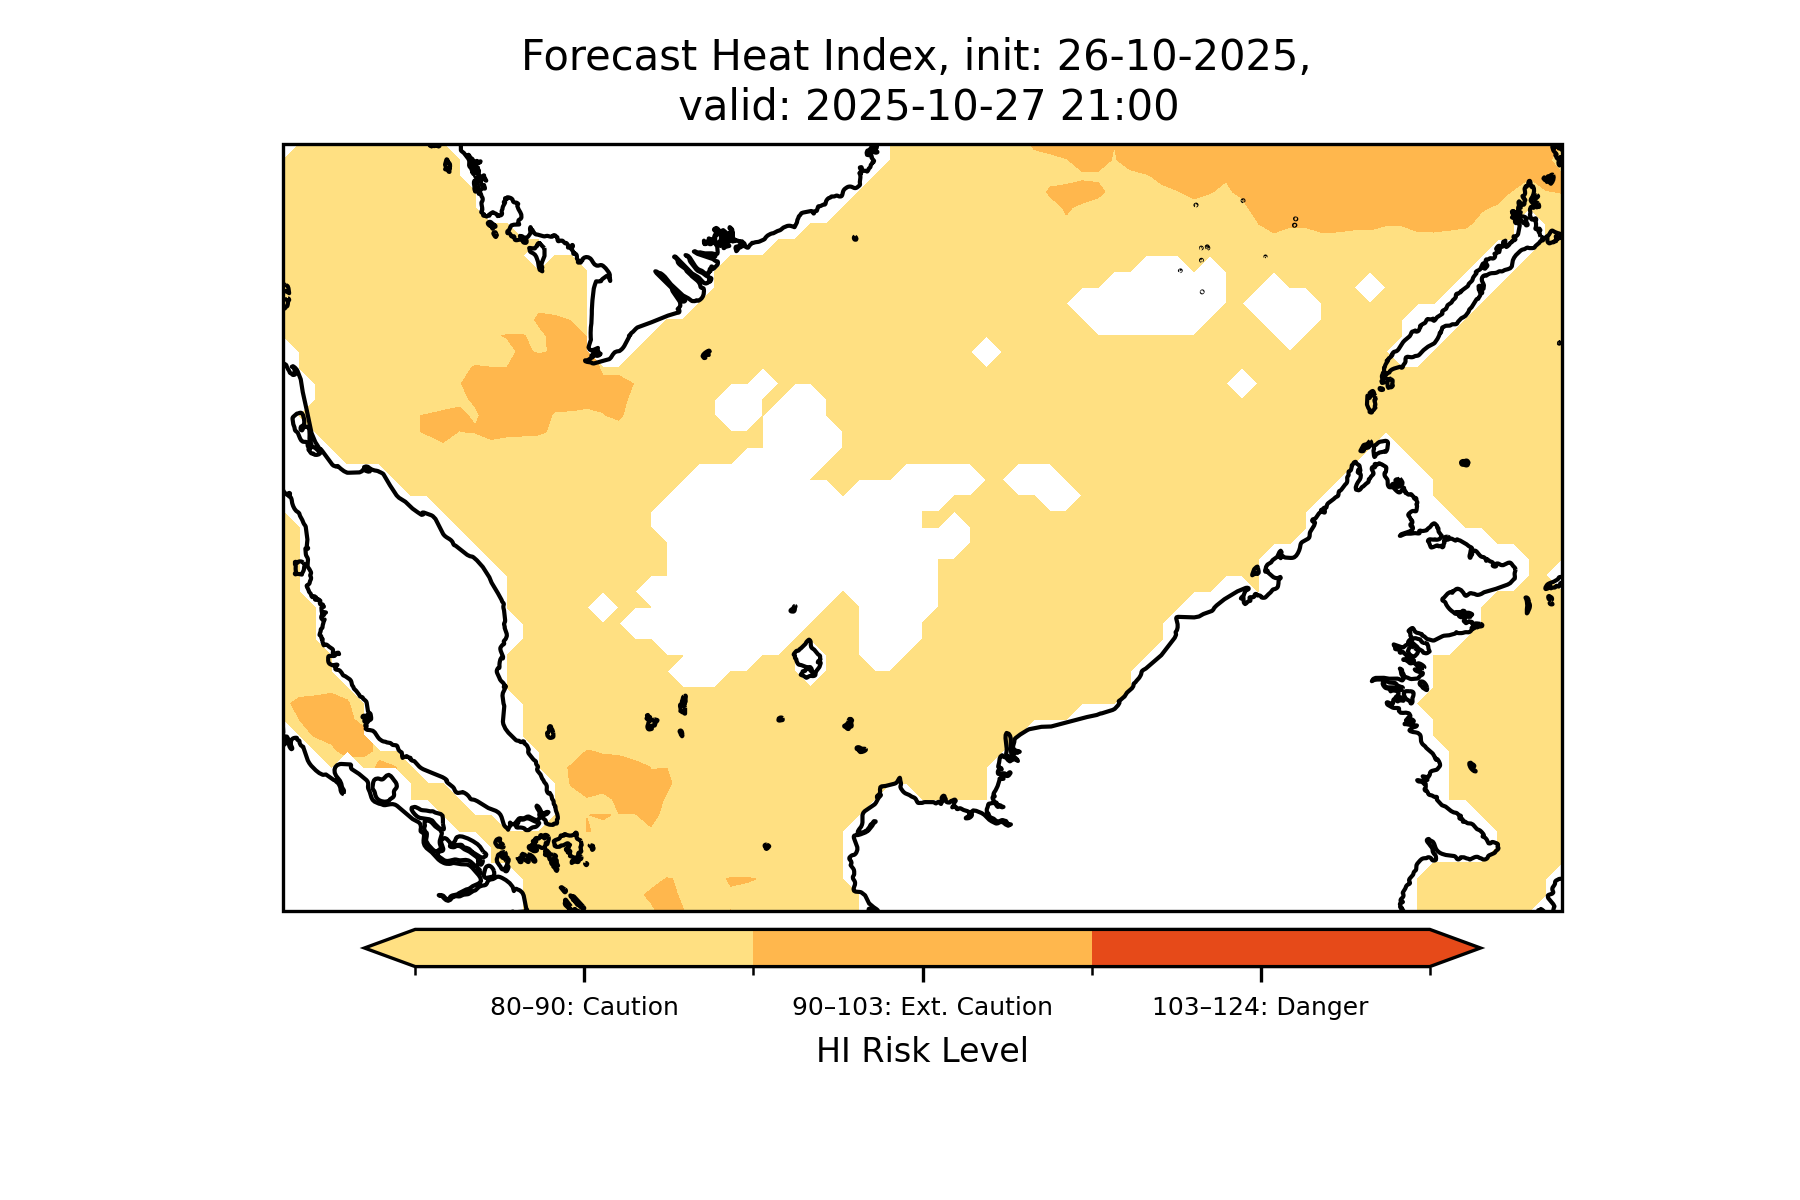 Forecast Heat Index, init: 26-10-2025,
valid: 2025-10-27 21:00
80–90: Caution
90–103: Ext. Caution
103–124: Danger
HI Risk Level